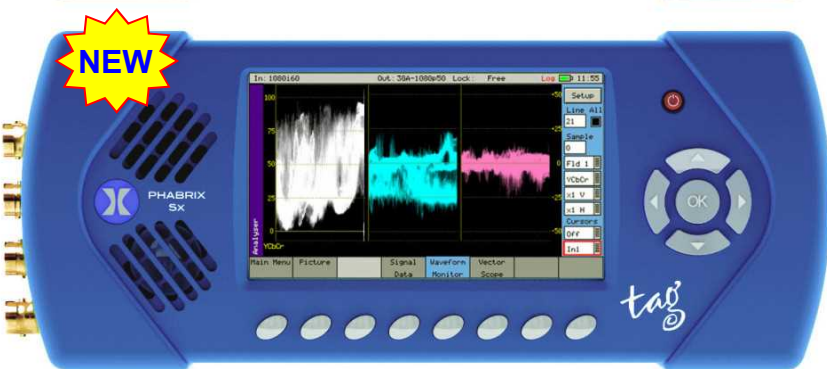 NEW
In: 1080i60 Out: 3GA-1080p50 Lock: Free Log 11:55
100
75
50
25
0
+50
+25
0
-25
-50
Setup
Line All
21
Sample
0
Fld 1
YCbCr
x1 V
x1 H
Cursors
Off
In1
Analyser
YCbCr
Main Menu Picture Signal Data Waveform Monitor Vector Scope
PHABRIX
Sx
OK
tag